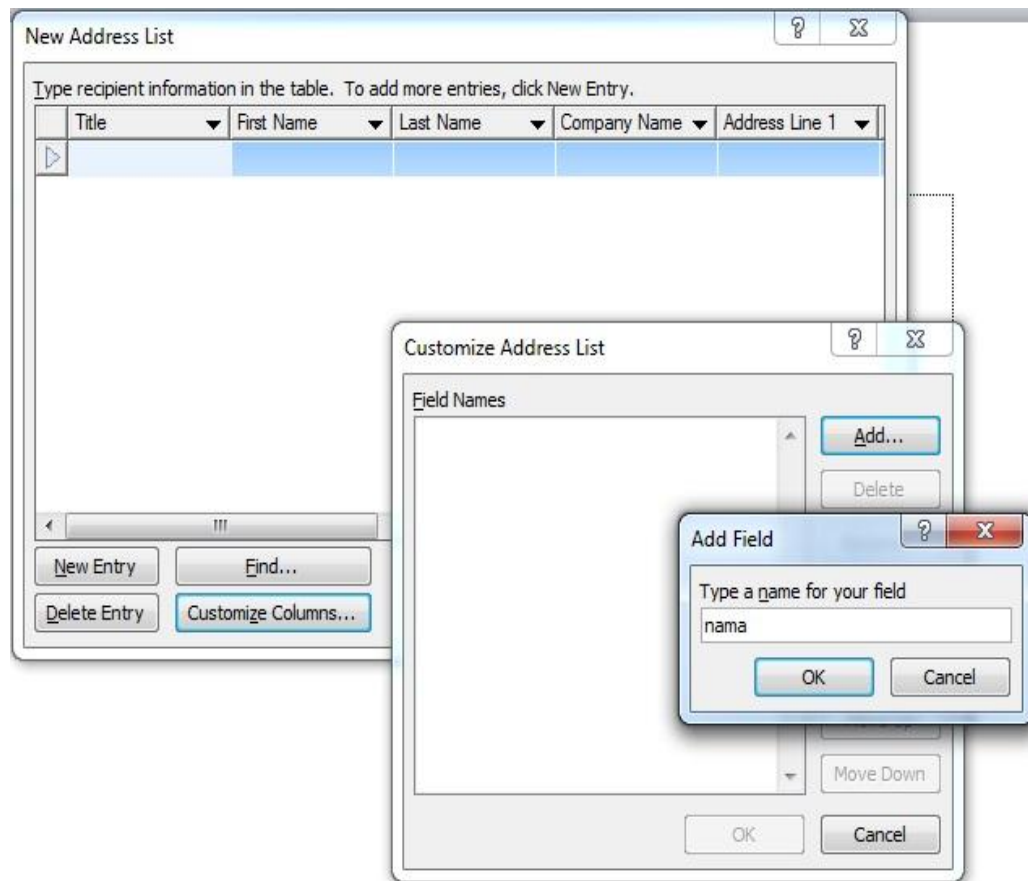 New Address List
Type recipient information in the table. To add more entries, click New Entry.
Title First Name Last Name Company Name Address Line 1
New Entry Find...
Delete Entry Customize Columns...
Customize Address List
Field Names
Add...
Delete
Add Field
Type a name for your field
nama
OK Cancel
Move Down
OK Cancel